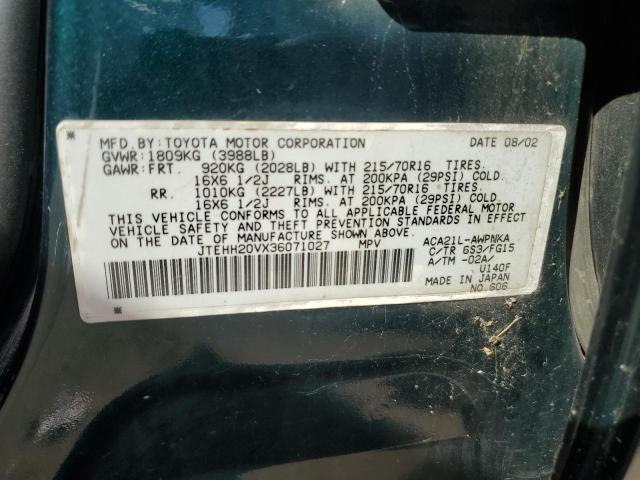 MFD. BY: TOYOTA MOTOR CORPORATION DATE 08/02
GVWR: 1809KG (3988LB)
GAWR: FRT. 920KG (2028LB) WITH 215/70R16 TIRES.
16X6 1/2J RIMS. AT 200KPA (29PSI) COLD.
RR. 1010KG (2227LB) WITH 215/70R16 TIRES.
16X6 1/2J RIMS. AT 200KPA (29PSI) COLD.
THIS VEHICLE CONFORMS TO ALL APPLICABLE FEDERAL MOTOR
VEHICLE SAFETY AND THEFT PREVENTION STANDARDS IN EFFECT
ON THE DATE OF MANUFACTURE SHOWN ABOVE.
JTEHH20VX36071027 MPV ACA21L-AWPNKA
C/TR 6S3/FG15
A/TM -02A/
U140F
MADE IN JAPAN
NO.606